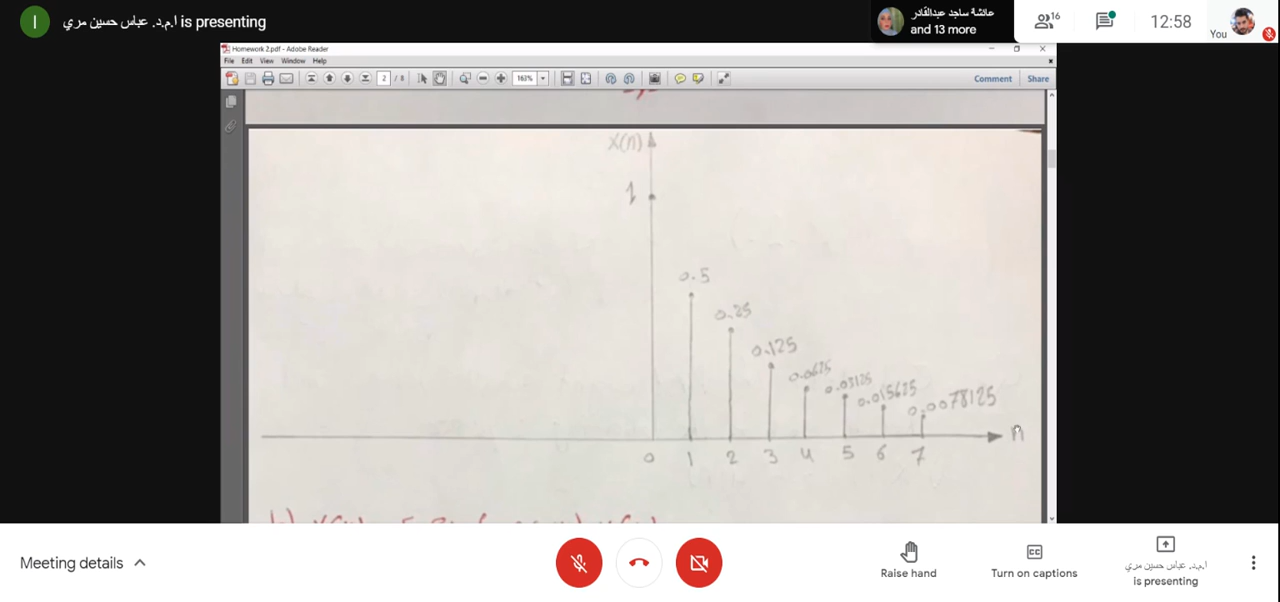 I
ا.م.د. عباس حسين مري is presenting
عائشة ساجد عبدالقادر
and 13 more
16
12:58
You
Homework 2.pdf - Adobe Reader
File Edit View Window Help
2 / 8
163%
Comment Share
X(n)
1
0.5
0.25
0.125
0.0625
0.03125
0.015625
0.0078125
n
0 1 2 3 4 5 6 7
Meeting details
Raise hand
CC
Turn on captions
ا.م.د. عباس حسين مري
is presenting